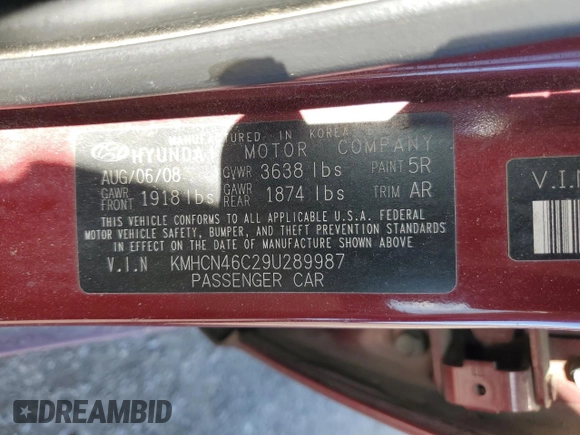 MANUFACTURED IN KOREA
HYUNDAI MOTOR COMPANY
AUG/06/08 GVWR 3638 lbs PAINT 5R
GAWR FRONT 1918 lbs GAWR REAR 1874 lbs TRIM AR
THIS VEHICLE CONFORMS TO ALL APPLICABLE U.S.A. FEDERAL
MOTOR VEHICLE SAFETY, BUMPER, AND THEFT PREVENTION STANDARDS
IN EFFECT ON THE DATE OF MANUFACTURE SHOWN ABOVE.
V.I.N KMHCN46C29U289987
PASSENGER CAR
V.I.N
DREAMBID